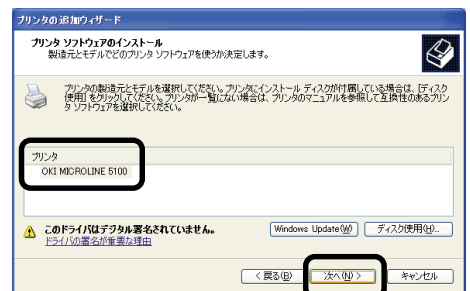 プリンタの追加ウィザード
プリンタ ソフトウェアのインストール
製造元とモデルでどのプリンタ ソフトウェアを使うか決定します。
プリンタの製造元とモデルを選択してください。プリンタにインストール ディスクが付属している場合は、[ディスク
使用] をクリックしてください。プリンタが一覧にない場合は、プリンタのマニュアルを参照して互換性のあるプリン
タ ソフトウェアを選択してください。
プリンタ
OKI MICROLINE 5100
このドライバはデジタル署名されていません。
ドライバの署名が重要な理由
Windows Update(W)
ディスク使用(H)...
< 戻る(B)
次へ(N) >
キャンセル